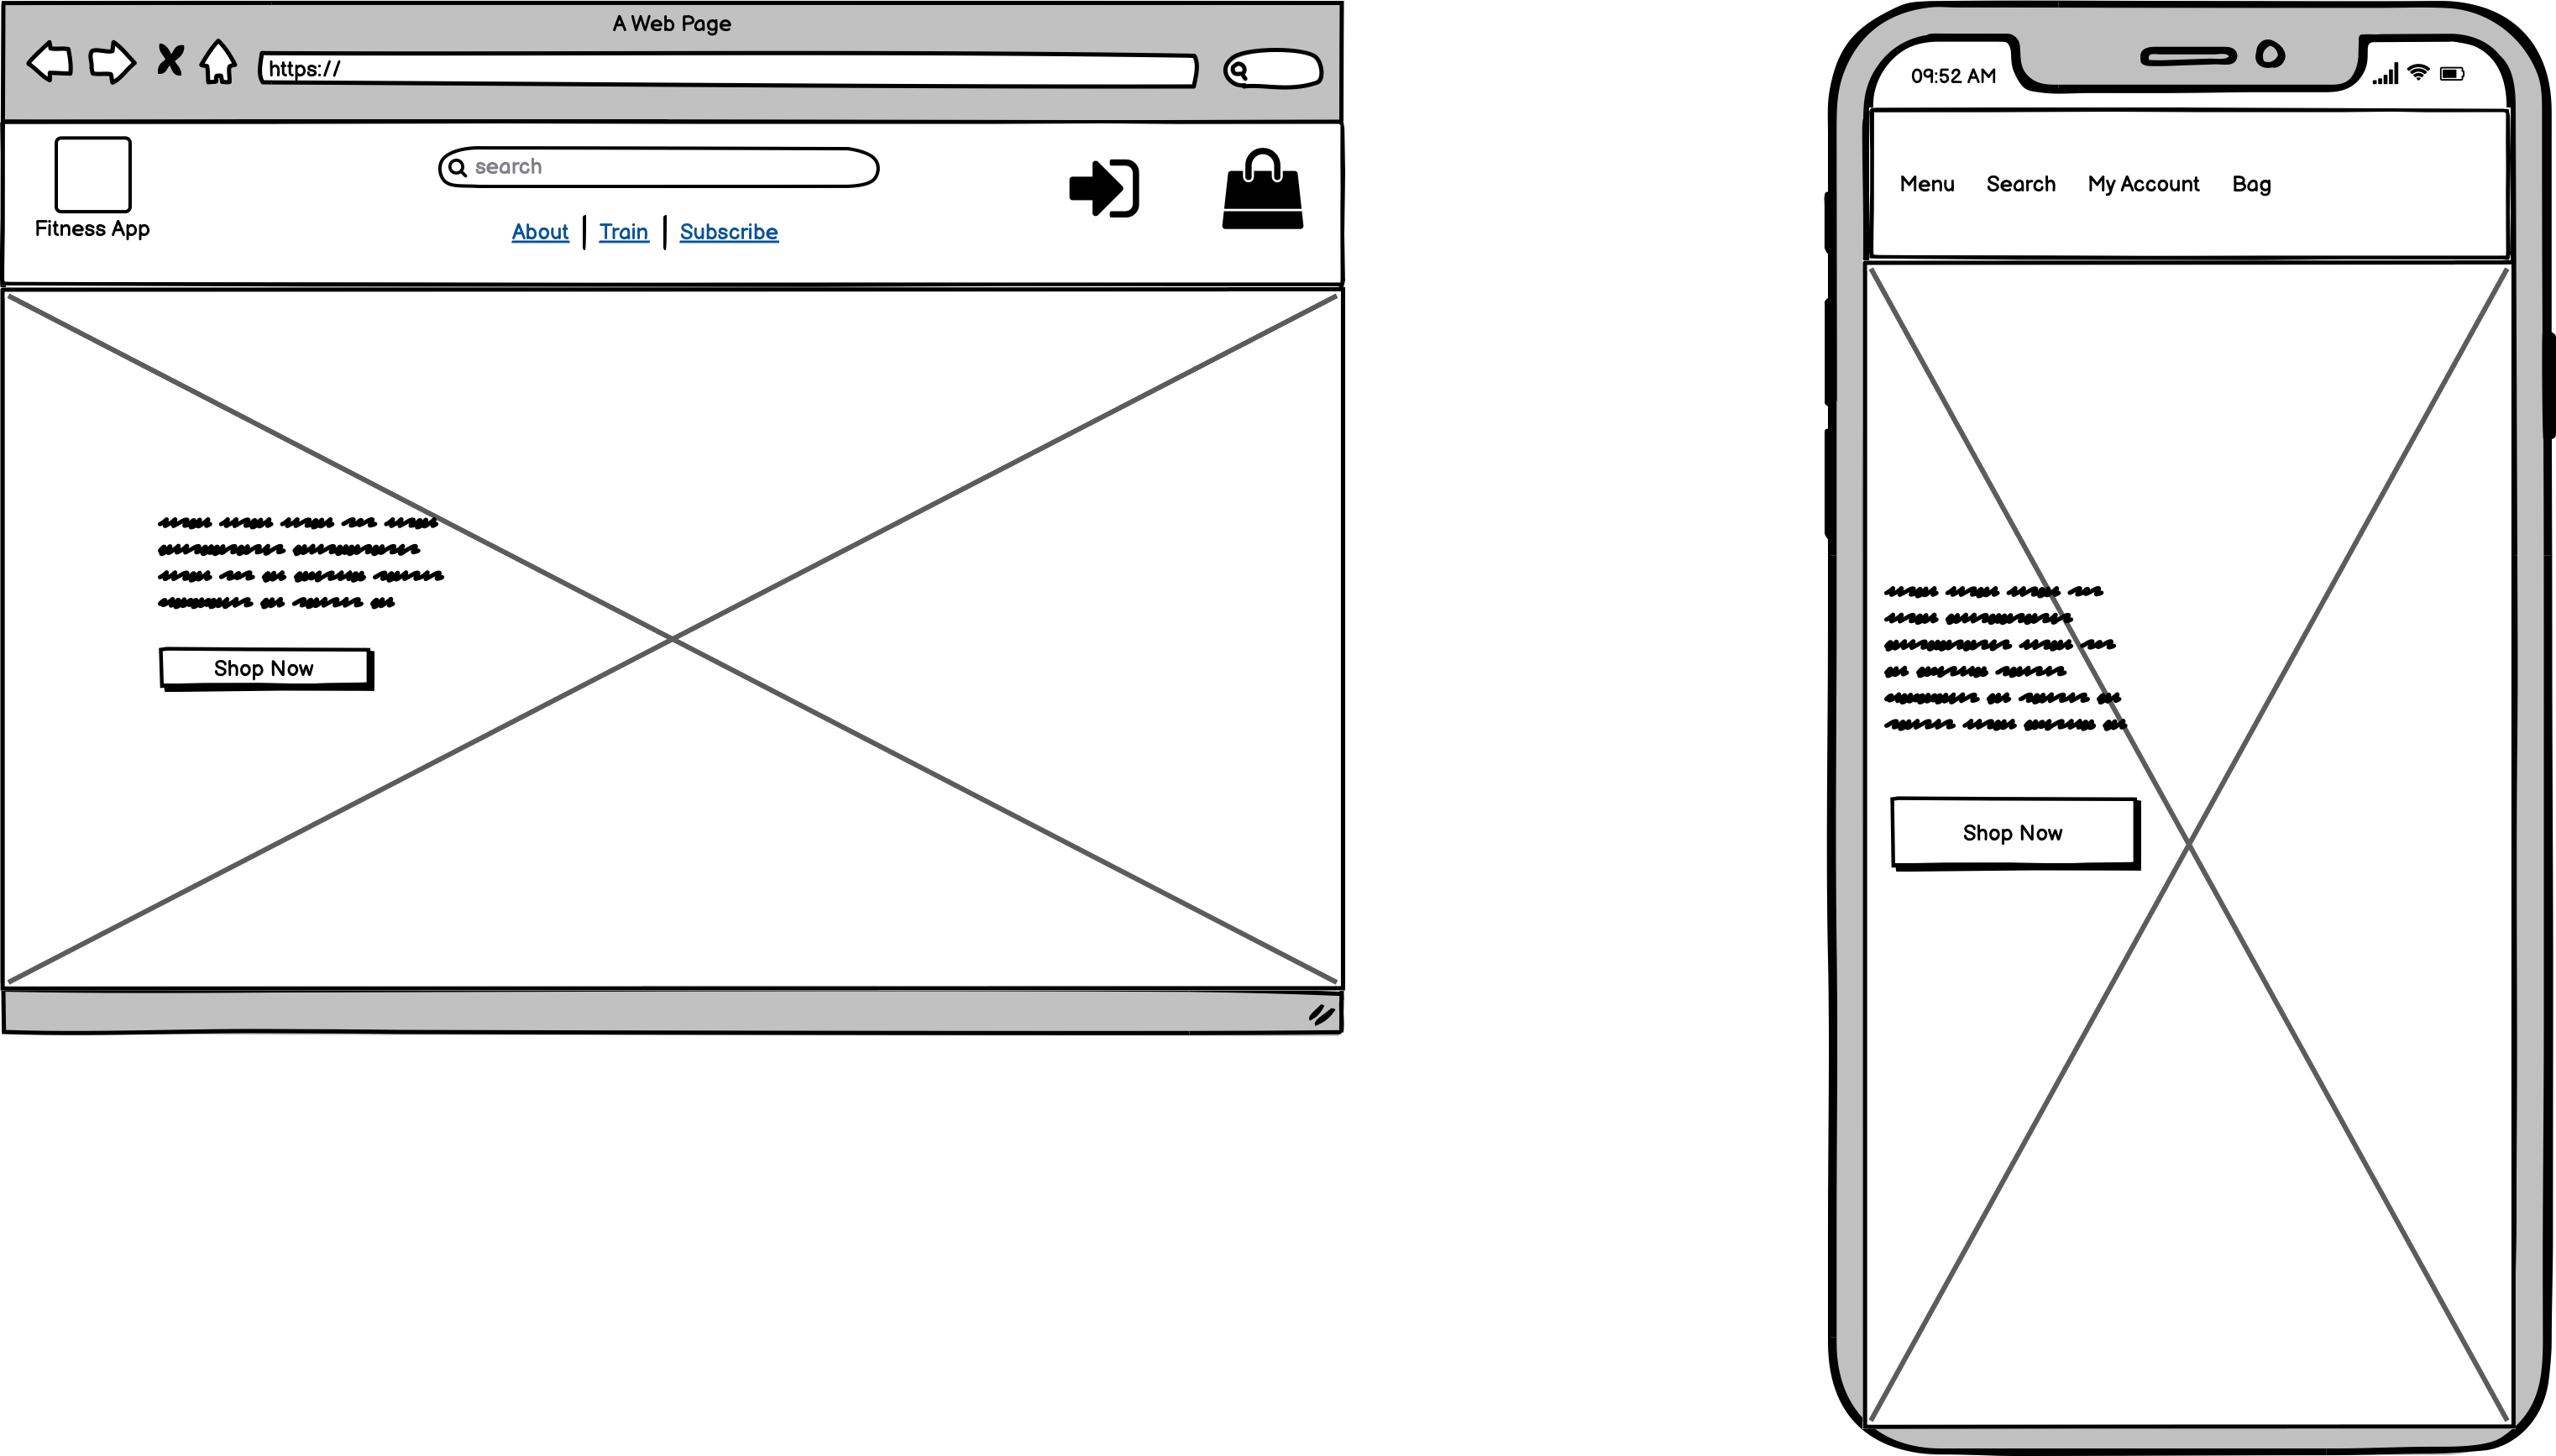 A Web Page
https://
search
Fitness App
About | Train | Subscribe
Shop Now
09:52 AM
Menu Search My Account Bag
Shop Now